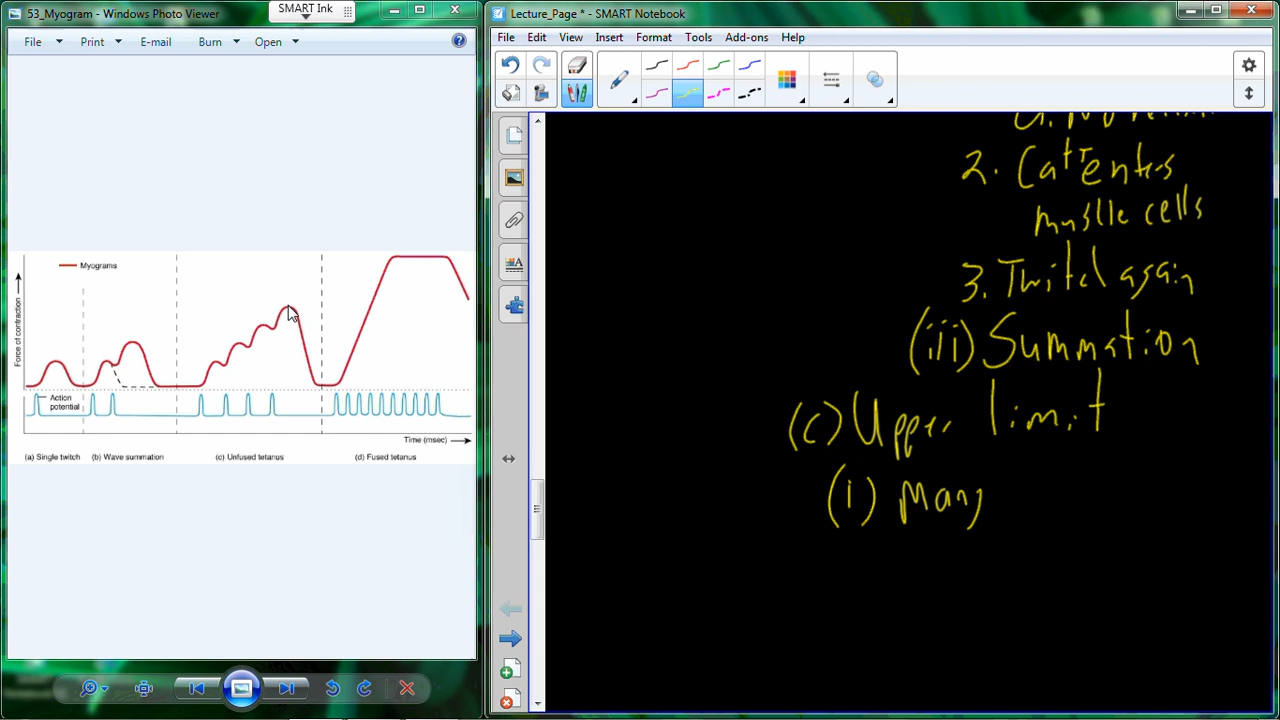 53_Myogram - Windows Photo Viewer
SMART Ink
File Print E-mail Burn Open
Myograms
Force of contraction
Action
potential
Time (msec)
(a) Single twitch (b) Wave summation (c) Unfused tetanus (d) Fused tetanus
Lecture_Page * - SMART Notebook
File Edit View Insert Format Tools Add-ons Help
2. Ca++ enters
muslle cells
3. Twitch again
(iii) Summation
(c) Upper limit
(i) Many